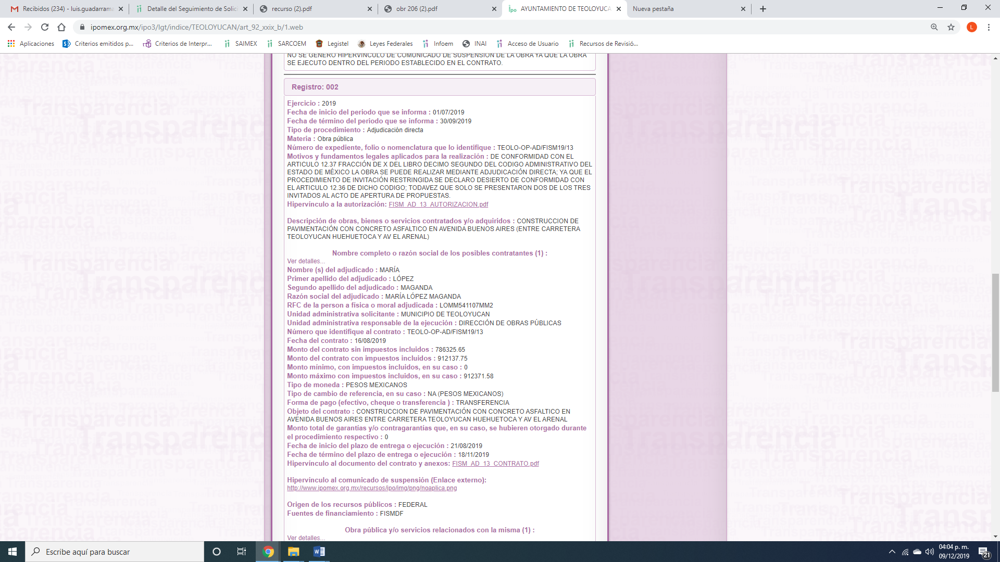 Recibidos (234) - luis.guadarrama
Detalle del Seguimiento de Solici
recurso (2).pdf
obr 206 (2).pdf
AYUNTAMIENTO DE TEOLOYUCA
Nueva pestaña
ipomex.org.mx/ipo3/lgt/indice/TEOLOYUCAN/art_92_xxix_b/1.web
L
Aplicaciones
Criterios emitidos p...
Criterios de Interpr...
SAIMEX
SARCOEM
Legistel
Leyes Federales
Infoem
INAI
Acceso de Usuario
Recursos de Revisió...
NO SE GENERO HIPERVINCULO DE COMUNICADO DE SUSPENSION DE LA OBRA YA QUE LA OBRA
SE EJECUTO DENTRO DEL PERIODO ESTABLECIDO EN EL CONTRATO.
Registro: 002
Ejercicio : 2019
Fecha de inicio del periodo que se informa : 01/07/2019
Fecha de término del periodo que se informa : 30/09/2019
Tipo de procedimiento : Adjudicación directa
Materia : Obra pública
Número de expediente, folio o nomenclatura que lo identifique : TEOLO-OP-AD/FISM19/13
Motivos y fundamentos legales aplicados para la realización : DE CONFORMIDAD CON EL
ARTICULO 12.37 FRACCIÓN DE X DEL LIBRO DECIMO SEGUNDO DEL CODIGO ADMINISTRATIVO DEL
ESTADO DE MÉXICO LA OBRA SE PUEDE REALIZAR MEDIANTE ADJUDICACIÓN DIRECTA; YA QUE EL
PROCEDIMIENTO DE INVITACIÓN RESTRINGIDA SE DECLARO DESIERTO DE CONFORMIDAD CON
EL ARTICULO 12.36 DE DICHO CODIGO; TODAVEZ QUE SOLO SE PRESENTARON DOS DE LOS TRES
INVITADOS AL ACTO DE APERTURA DE PROPUESTAS.
Hipervínculo a la autorización: FISM_AD_13_AUTORIZACION.pdf
Descripción de obras, bienes o servicios contratados y/o adquiridos : CONSTRUCCION DE
PAVIMENTACIÓN CON CONCRETO ASFALTICO EN AVENIDA BUENOS AIRES (ENTRE CARRETERA
TEOLOYUCAN HUEHUETOCA Y AV EL ARENAL)
Nombre completo o razón social de los posibles contratantes (1) :
Ver detalles...
Nombre (s) del adjudicado : MARÍA
Primer apellido del adjudicado : LÓPEZ
Segundo apellido del adjudicado : MAGANDA
Razón social del adjudicado : MARÍA LÓPEZ MAGANDA
RFC de la person a física o moral adjudicada : LOMM541107MM2
Unidad administrativa solicitante : MUNICIPIO DE TEOLOYUCAN
Unidad administrativa responsable de la ejecución : DIRECCIÓN DE OBRAS PÚBLICAS
Número que identifique al contrato : TEOLO-OP-AD/FISM19/13
Fecha del contrato : 16/08/2019
Monto del contrato sin impuestos incluidos : 786325.65
Monto del contrato con impuestos incluidos : 912137.75
Monto mínimo, con impuestos incluidos, en su caso : 0
Monto máximo con impuestos incluidos, en su caso : 912371.58
Tipo de moneda : PESOS MEXICANOS
Tipo de cambio de referencia, en su caso : NA (PESOS MEXICANOS)
Forma de pago (efectivo, cheque o transferencia ) : TRANSFERENCIA
Objeto del contrato : CONSTRUCCION DE PAVIMENTACIÓN CON CONCRETO ASFALTICO EN
AVENIDA BUENOS AIRES ENTRE CARRETERA TEOLOYUCAN HUEHUETOCA Y AV EL ARENAL
Monto total de garantías y/o contragarantías que, en su caso, se hubieren otorgado durante
el procedimiento respectivo : 0
Fecha de inicio del plazo de entrega o ejecución : 21/08/2019
Fecha de término del plazo de entrega o ejecución : 18/11/2019
Hipervínculo al documento del contrato y anexos: FISM_AD_13_CONTRATO.pdf
Hipervínculo al comunicado de suspensión (Enlace externo):
http://www.ipomex.org.mx/recursos/ipo/img/png/noaplica.png
Origen de los recursos públicos : FEDERAL
Fuentes de financiamiento : FISMDF
Obra pública y/o servicios relacionados con la misma (1) :
Ver detalles...
Escribe aquí para buscar
04:04 p. m.
09/12/2019
21